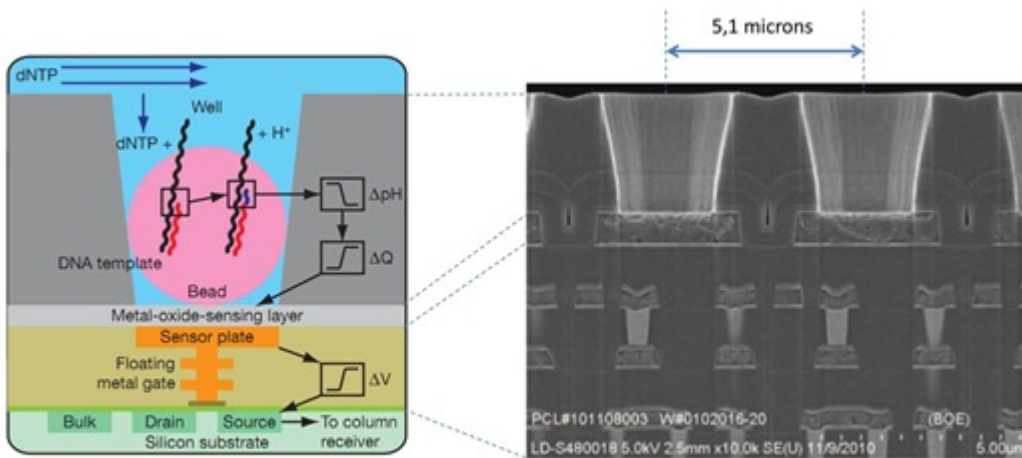 5,1 microns
dNTP
Well
dNTP +
+ H+
ΔpH
ΔQ
DNA template
Bead
Metal-oxide-sensing layer
Sensor plate
Floating
metal gate
ΔV
Bulk
Drain
Source
To column
receiver
Silicon substrate
PCL#101108003 W#0102016-20 (BOE)
LD-S480018 5.0kV 2.5mm x10.0k SE(U) 11/9/2010 5.00um